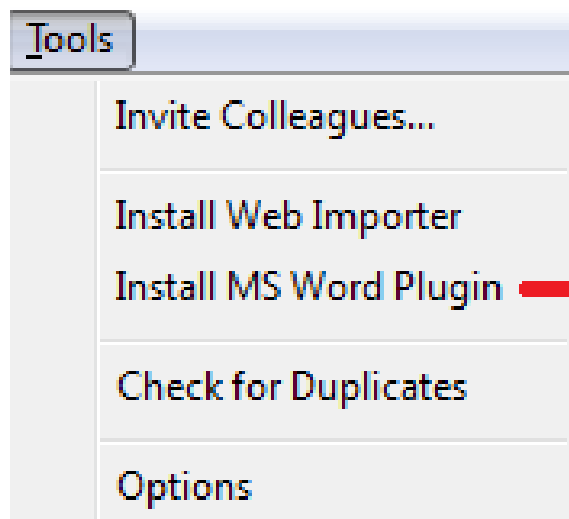 Tools
Invite Colleagues...
Install Web Importer
Install MS Word Plugin
Check for Duplicates
Options